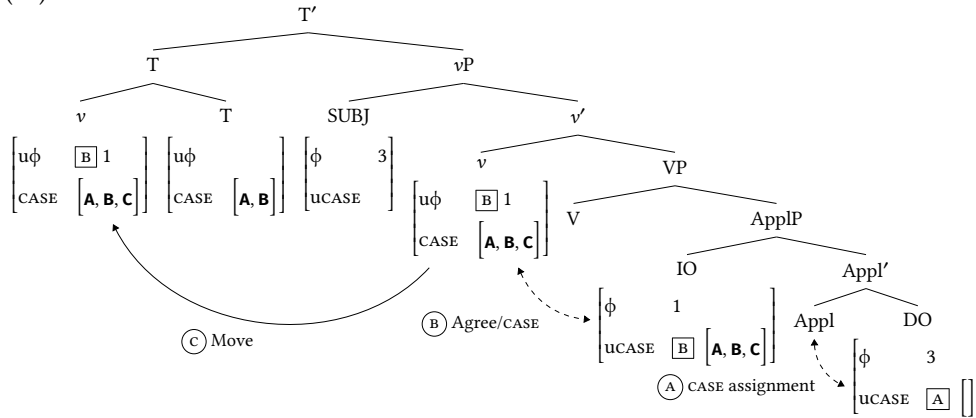 T′
T vP
v T SUBJ v′
uϕ B 1 uϕ ϕ 3 v VP
CASE [A, B, C] CASE [A, B] uCASE
uϕ B 1 V ApplP
CASE [A, B, C]
IO Appl′
ϕ 1 Appl DO
B Agree/CASE
C Move
uCASE B [A, B, C] ϕ 3
A CASE assignment
uCASE A []